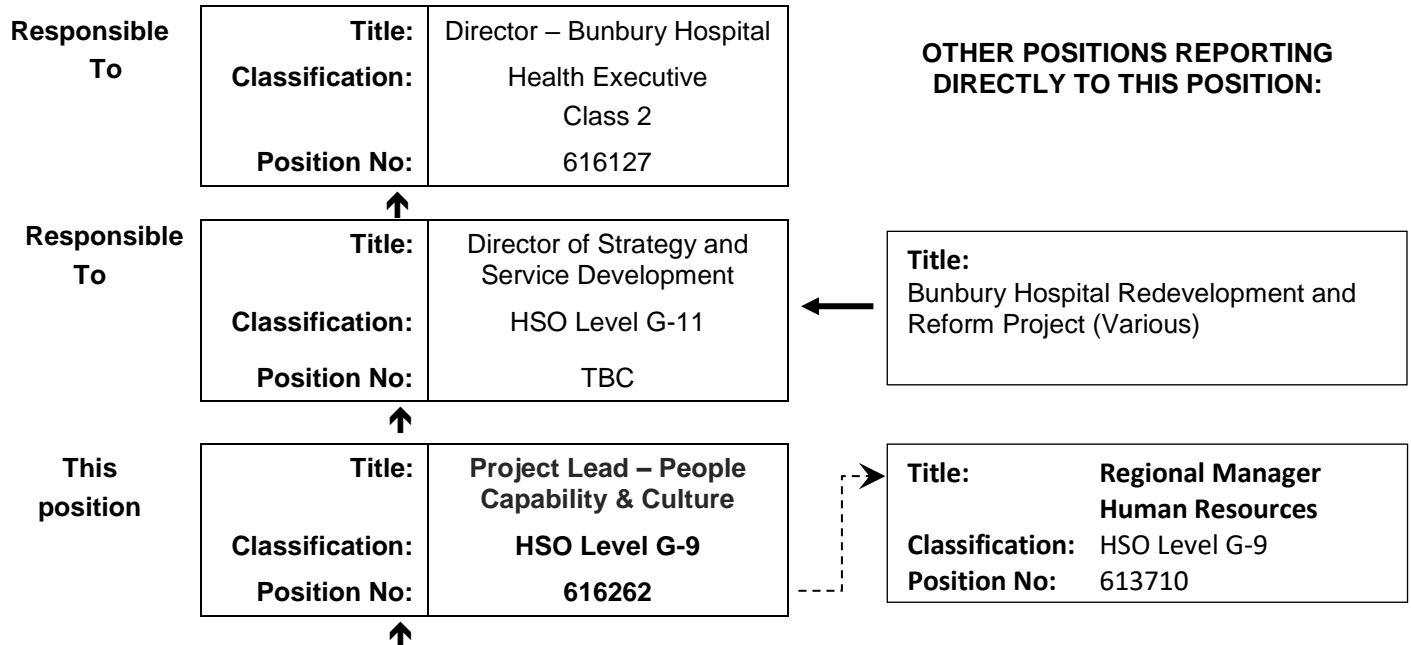 Responsible
To
Title: Director – Bunbury Hospital
Classification: Health Executive
Class 2
Position No: 616127
OTHER POSITIONS REPORTING
DIRECTLY TO THIS POSITION:
Responsible
To
Title: Director of Strategy and
Service Development
Classification: HSO Level G-11
Position No: TBC
Title:
Bunbury Hospital Redevelopment and
Reform Project (Various)
This
position
Title: Project Lead – People
Capability & Culture
Classification: HSO Level G-9
Position No: 616262
Title: Regional Manager
Human Resources
Classification: HSO Level G-9
Position No: 613710